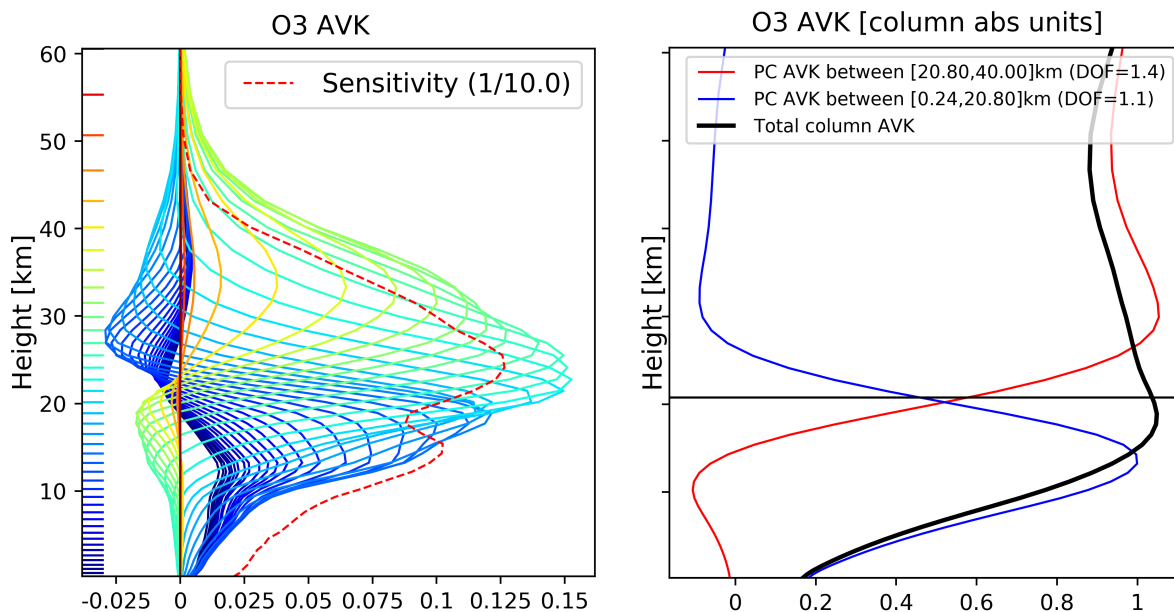 O3 AVK
Sensitivity (1/10.0)
Height [km]
60
50
40
30
20
10
-0.025
0
0.025
0.05
0.075
0.1
0.125
0.15
O3 AVK [column abs units]
PC AVK between [20.80,40.00]km (DOF=1.4)
PC AVK between [0.24,20.80]km (DOF=1.1)
Total column AVK
Height [km]
0
0.2
0.4
0.6
0.8
1